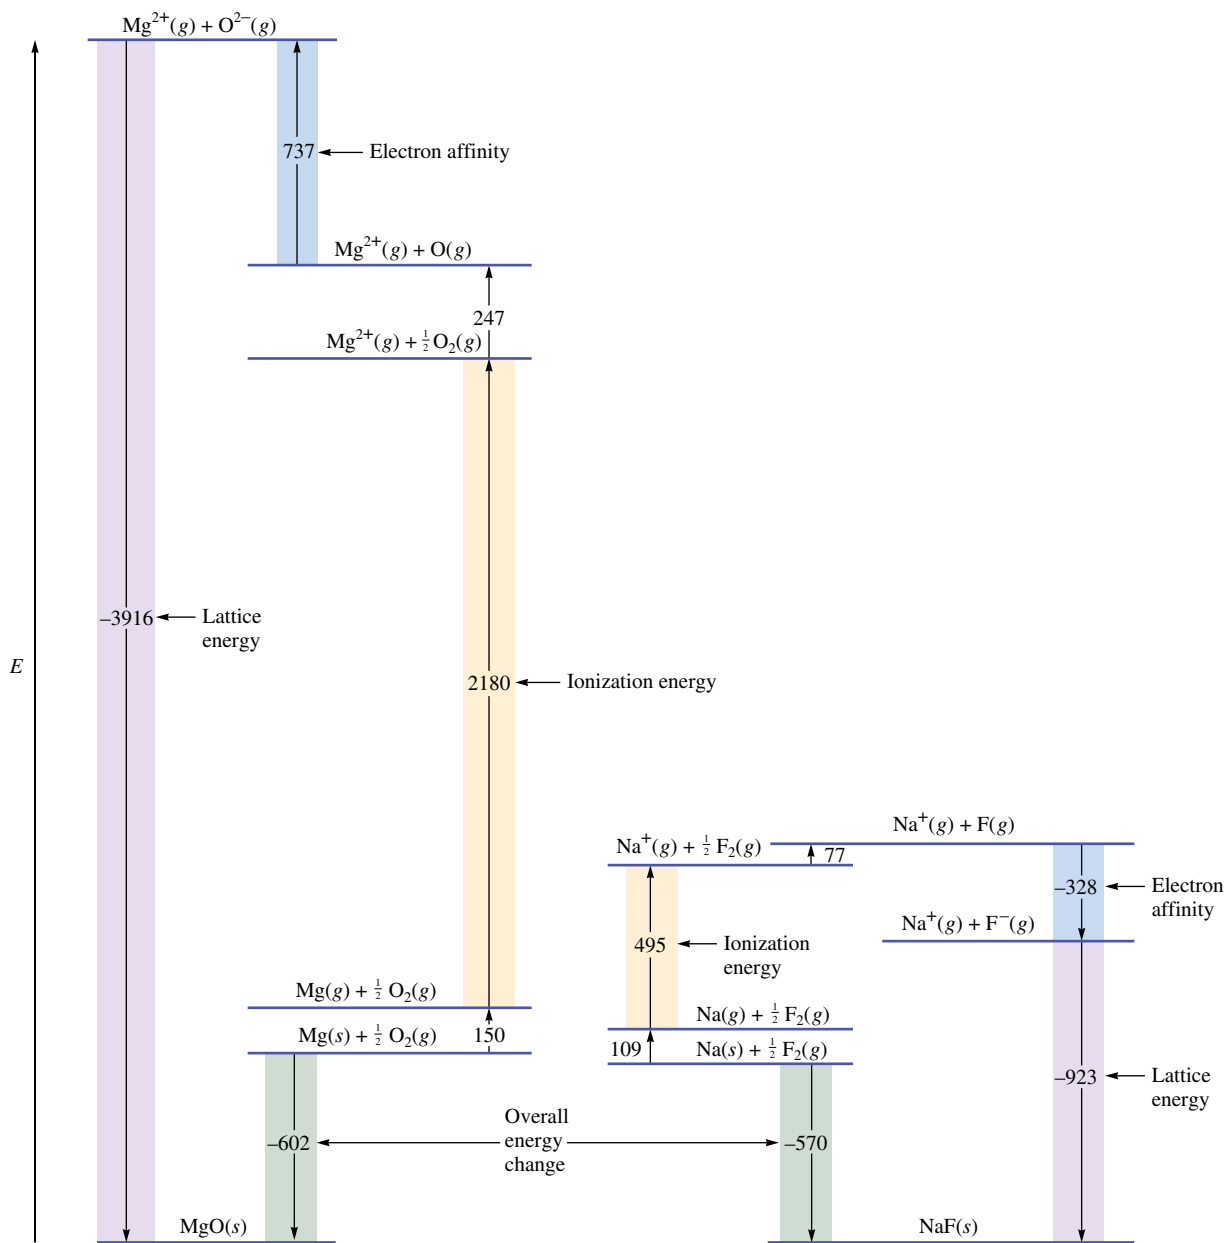 Mg²⁺(g) + O²⁻(g)
737
Electron affinity
Mg²⁺(g) + O(g)
247
Mg²⁺(g) + ½O₂(g)
–3916
Lattice
energy
E
2180
Ionization energy
Na⁺(g) + F(g)
Na⁺(g) + ½ F₂(g)
77
–328
Electron
affinity
Na⁺(g) + F⁻(g)
495
Ionization
energy
Mg(g) + ½ O₂(g)
Na(g) + ½ F₂(g)
Mg(s) + ½ O₂(g)
150
109
Na(s) + ½ F₂(g)
–923
Lattice
energy
Overall
energy
change
–602
–570
MgO(s)
NaF(s)